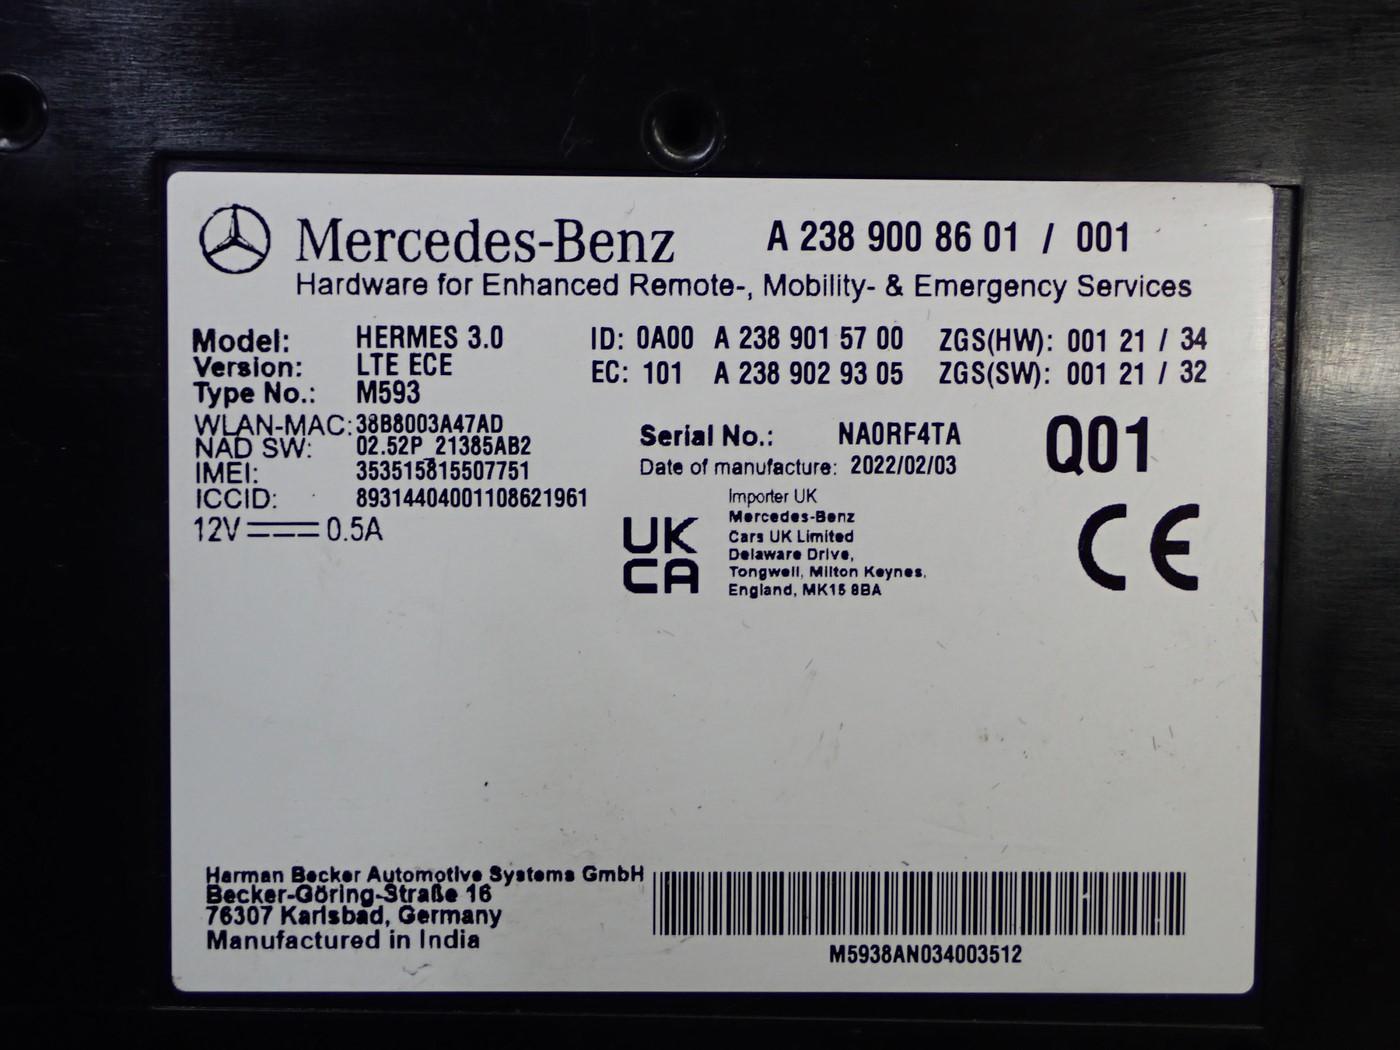 Mercedes-Benz A 238 900 86 01 / 001
Hardware for Enhanced Remote-, Mobility- & Emergency Services
Model: HERMES 3.0 ID: 0A00 A 238 901 57 00 ZGS(HW): 001 21 / 34
Version: LTE ECE EC: 101 A 238 902 93 05 ZGS(SW): 001 21 / 32
Type No.: M593
WLAN-MAC: 38B8003A47AD
NAD SW: 02.52P_21385AB2
IMEI: 353515815507751
ICCID: 89314404001108621961
12V 0.5A
Serial No.: NA0RF4TA
Date of manufacture: 2022/02/03
Q01
UK
CA
Importer UK
Mercedes-Benz
Cars UK Limited
Delaware Drive,
Tongwell, Milton Keynes,
England, MK15 8BA
CE
Harman Becker Automotive Systems GmbH
Becker-Göring-Straße 16
76307 Karlsbad, Germany
Manufactured in India
M5938AN034003512